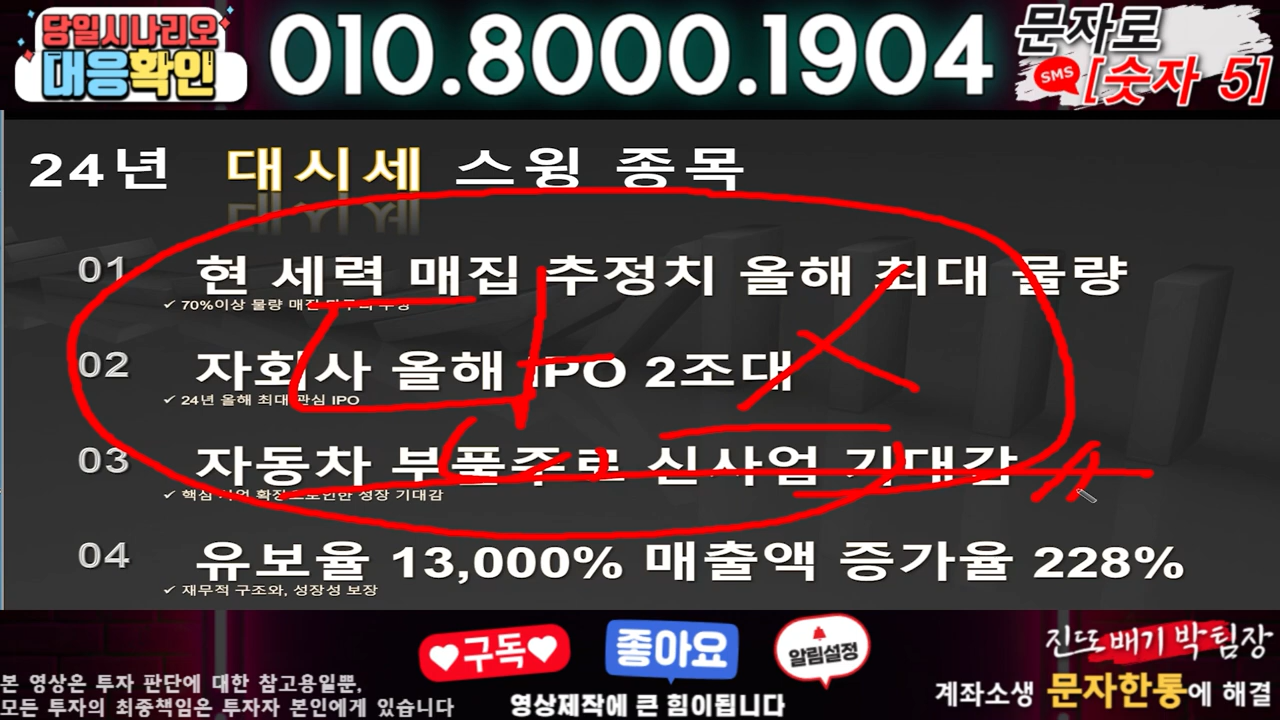 당일시나리오
대응확인
010.8000.1904
문자로
SMS [숫자 5]
24년 대시세 스윙 종목
01 현 세력 매집 추정치 올해 최대 물량
✓ 70%이상 물량 매집
02 자회사 올해 IPO 2조대
✓ 24년 올해 최대 관심 IPO
03 자동차 부품주로 신사업 기대감
✓ 핵심 사업 확장으로인한 성장 기대감
04 유보율 13,000% 매출액 증가율 228%
✓ 재무적 구조와, 성장성 보장
구독
좋아요
알림설정
진또배기 박팀장
본 영상은 투자 판단에 대한 참고용일뿐,
모든 투자의 최종책임은 투자자 본인에게 있습니다
영상제작에 큰 힘이됩니다
계좌소생 문자한통에 해결